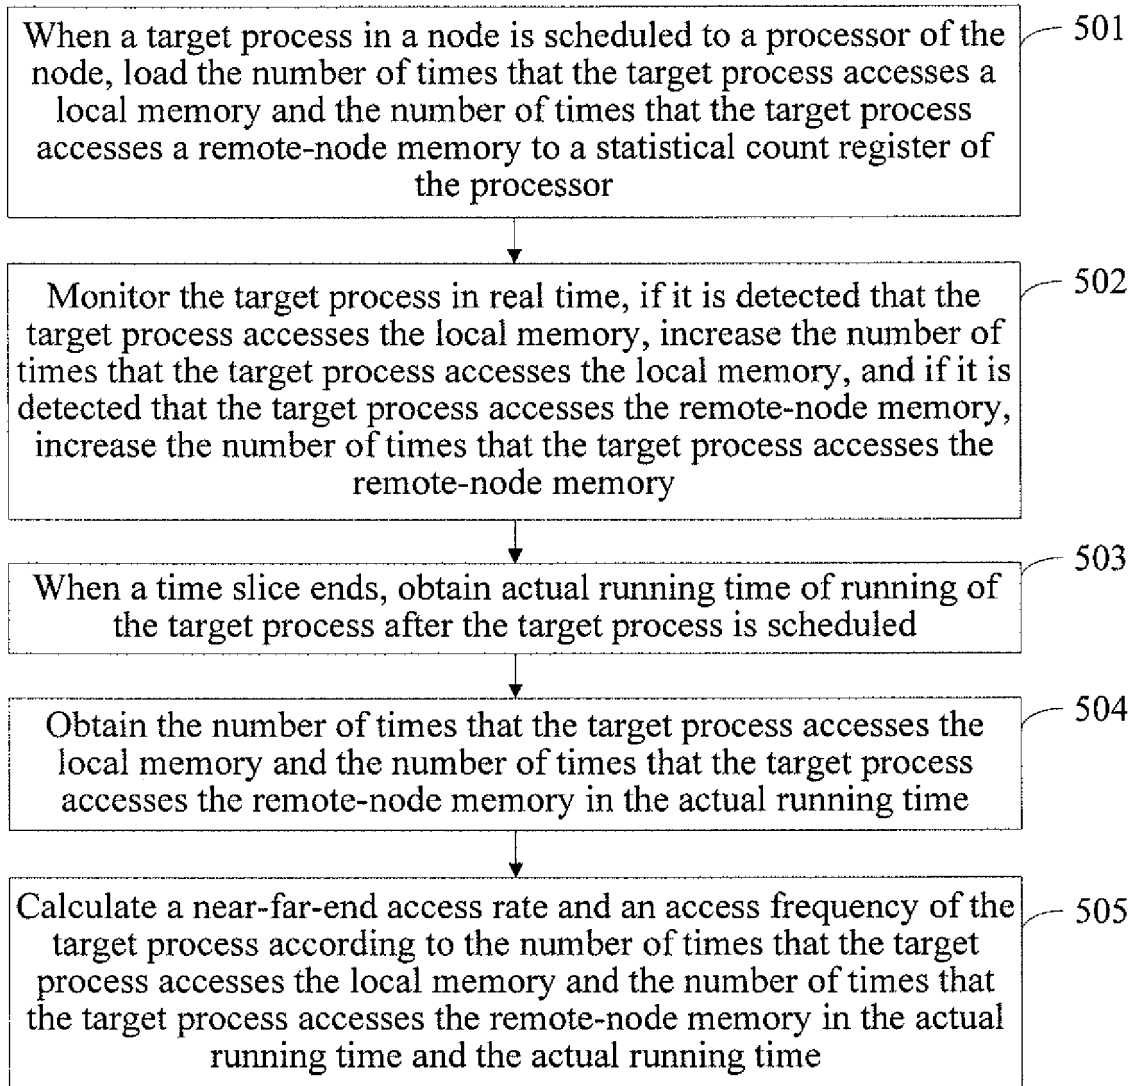 When a target process in a node is scheduled to a processor of the
node, load the number of times that the target process accesses a
local memory and the number of times that the target process
accesses a remote-node memory to a statistical count register of
the processor
501
Monitor the target process in real time, if it is detected that the
target process accesses the local memory, increase the number of
times that the target process accesses the local memory, and if it is
detected that the target process accesses the remote-node memory,
increase the number of times that the target process accesses the
remote-node memory
502
When a time slice ends, obtain actual running time of running of
the target process after the target process is scheduled
503
Obtain the number of times that the target process accesses the
local memory and the number of times that the target process
accesses the remote-node memory in the actual running time
504
Calculate a near-far-end access rate and an access frequency of the
target process according to the number of times that the target
process accesses the local memory and the number of times that
the target process accesses the remote-node memory in the actual
running time and the actual running time
505